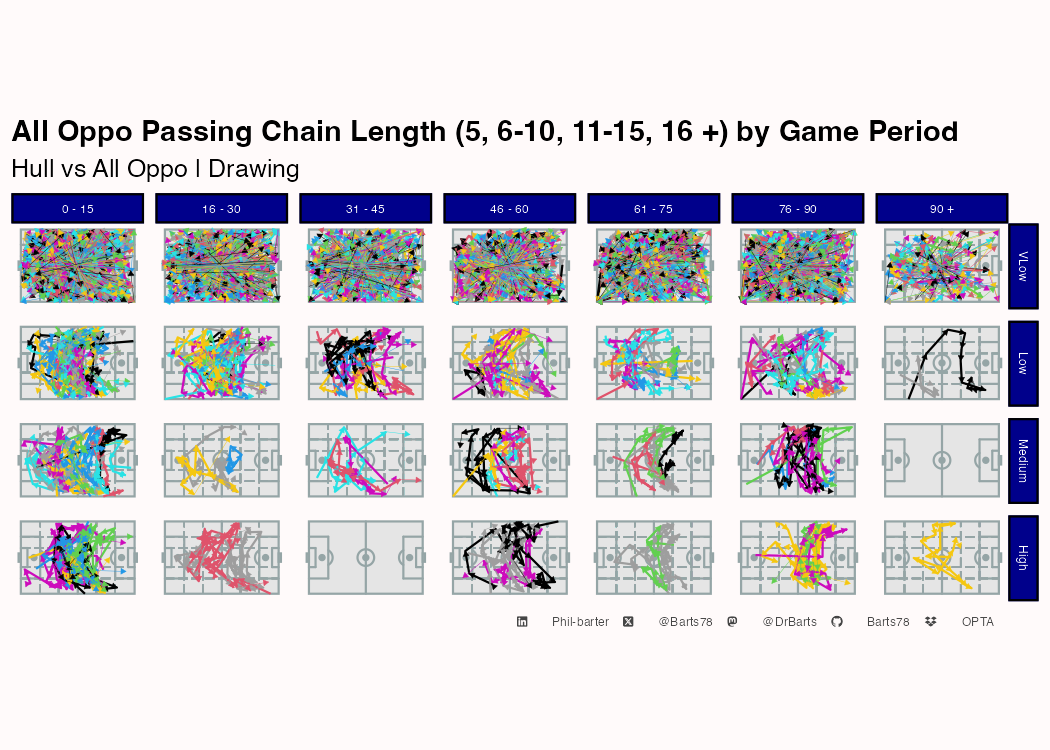 All Oppo Passing Chain Length (5, 6-10, 11-15, 16 +) by Game Period
Hull vs All Oppo | Drawing
0 - 15 16 - 30 31 - 45 46 - 60 61 - 75 76 - 90 90 +
VLow
Low
Medium
High
Phil-barter @Barts78 @DrBarts Barts78 OPTA